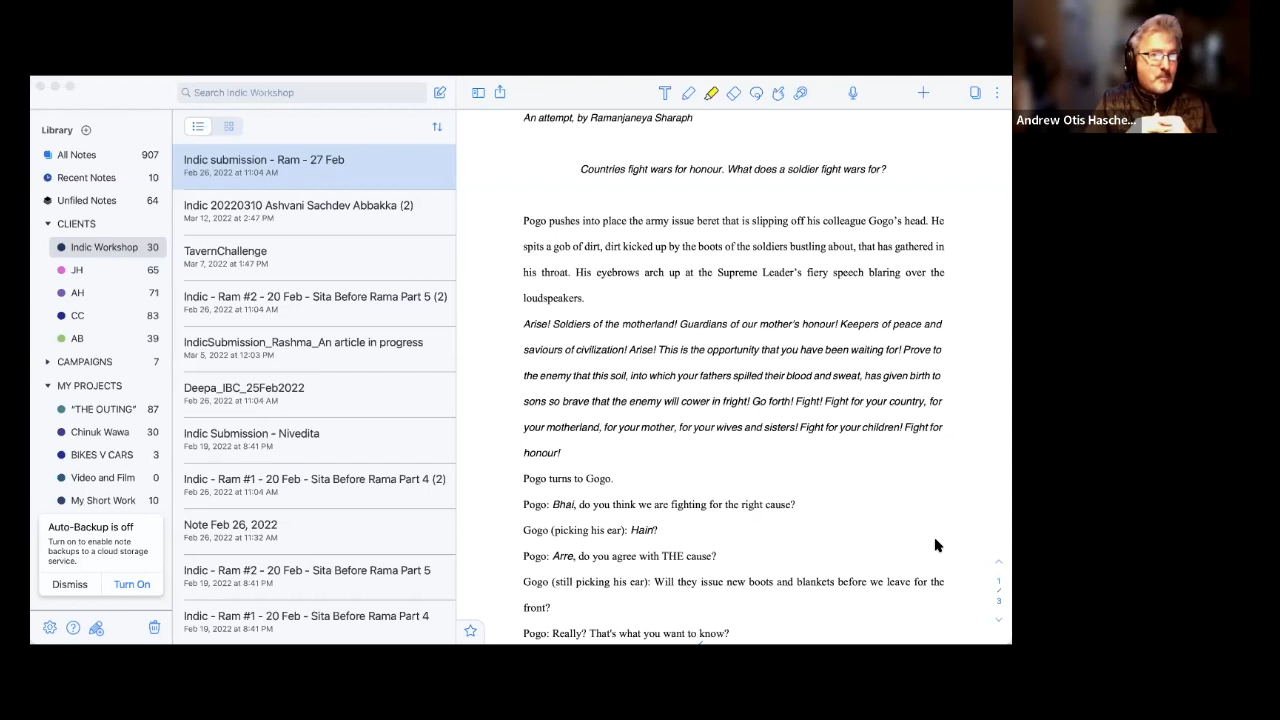 Search Indic Workshop
Library
All Notes 907
Recent Notes 10
Unfiled Notes 64
CLIENTS
Indic Workshop 30
JH 65
AH 71
CC 83
AB 39
CAMPAIGNS 7
MY PROJECTS
"THE OUTING" 87
Chinuk Wawa 30
BIKES V CARS 3
Video and Film 0
My Short Work 10
Auto-Backup is off
Turn on to enable note
backups to a cloud storage
service.
Dismiss Turn On
Indic submission - Ram - 27 Feb
Feb 26, 2022 at 11:04 AM
Indic 20220310 Ashvani Sachdev Abbakka (2)
Mar 12, 2022 at 2:47 PM
TavernChallenge
Mar 7, 2022 at 1:47 PM
Indic - Ram #2 - 20 Feb - Sita Before Rama Part 5 (2)
Feb 26, 2022 at 11:04 AM
IndicSubmission_Rashma_An article in progress
Mar 5, 2022 at 12:03 PM
Deepa_IBC_25Feb2022
Feb 26, 2022 at 11:04 AM
Indic Submission - Nivedita
Feb 19, 2022 at 8:41 PM
Indic - Ram #1 - 20 Feb - Sita Before Rama Part 4 (2)
Feb 26, 2022 at 11:04 AM
Note Feb 26, 2022
Feb 26, 2022 at 11:32 AM
Indic - Ram #2 - 20 Feb - Sita Before Rama Part 5
Feb 19, 2022 at 8:41 PM
Indic - Ram #1 - 20 Feb - Sita Before Rama Part 4
Feb 19, 2022 at 8:41 PM
An attempt, by Ramanjaneya Sharaph
Countries fight wars for honour. What does a soldier fight wars for?
Pogo pushes into place the army issue beret that is slipping off his colleague Gogo's head. He
spits a gob of dirt, dirt kicked up by the boots of the soldiers bustling about, that has gathered in
his throat. His eyebrows arch up at the Supreme Leader's fiery speech blaring over the
loudspeakers.
Arise! Soldiers of the motherland! Guardians of our mother's honour! Keepers of peace and
saviours of civilization! Arise! This is the opportunity that you have been waiting for! Prove to
the enemy that this soil, into which your fathers spilled their blood and sweat, has given birth to
sons so brave that the enemy will cower in fright! Go forth! Fight! Fight for your country, for
your motherland, for your mother, for your wives and sisters! Fight for your children! Fight for
honour!
Pogo turns to Gogo.
Pogo: Bhai, do you think we are fighting for the right cause?
Gogo (picking his ear): Hain?
Pogo: Arre, do you agree with THE cause?
Gogo (still picking his ear): Will they issue new boots and blankets before we leave for the
front?
Pogo: Really? That's what you want to know?
1
/
3
Andrew Otis Hasche...